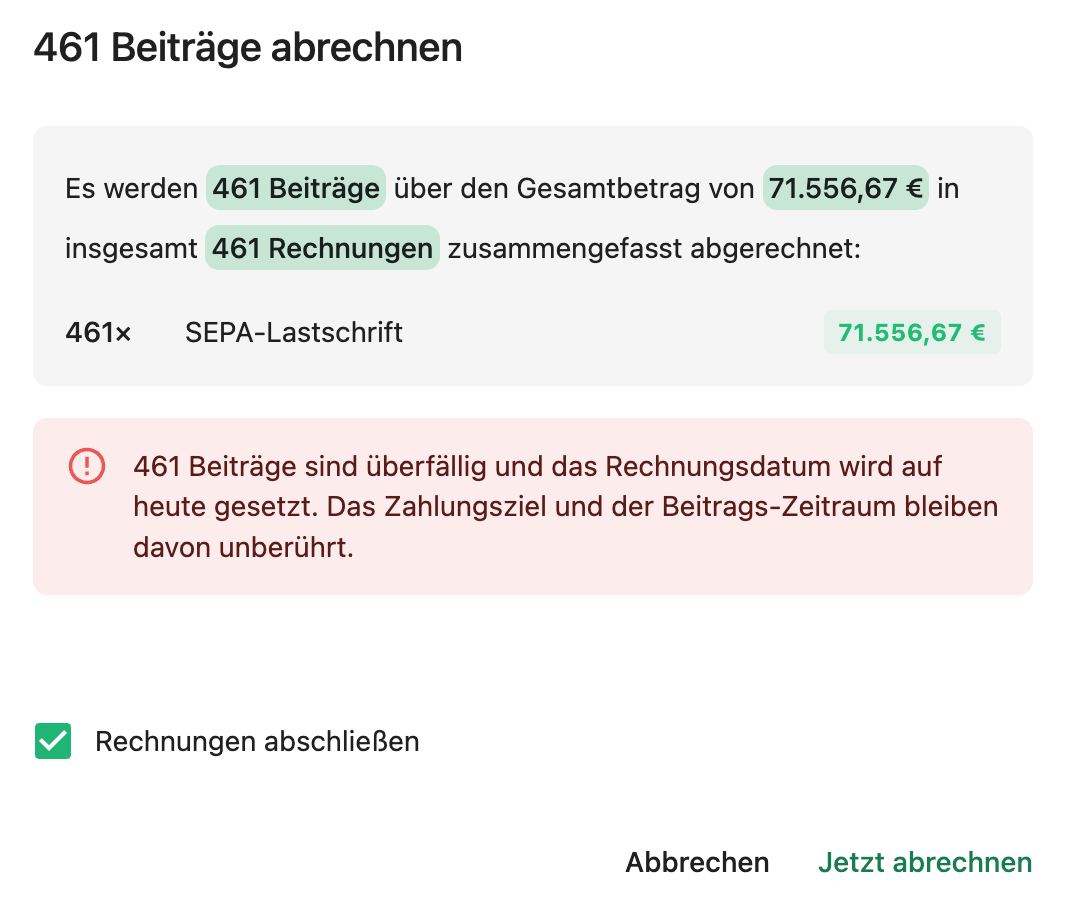 461 Beiträge abrechnen
Es werden 461 Beiträge über den Gesamtbetrag von 71.556,67 € in
insgesamt 461 Rechnungen zusammengefasst abgerechnet:
461× SEPA-Lastschrift 71.556,67 €
461 Beiträge sind überfällig und das Rechnungsdatum wird auf
heute gesetzt. Das Zahlungsziel und der Beitrags-Zeitraum bleiben
davon unberührt.
Rechnungen abschließen
Abbrechen Jetzt abrechnen